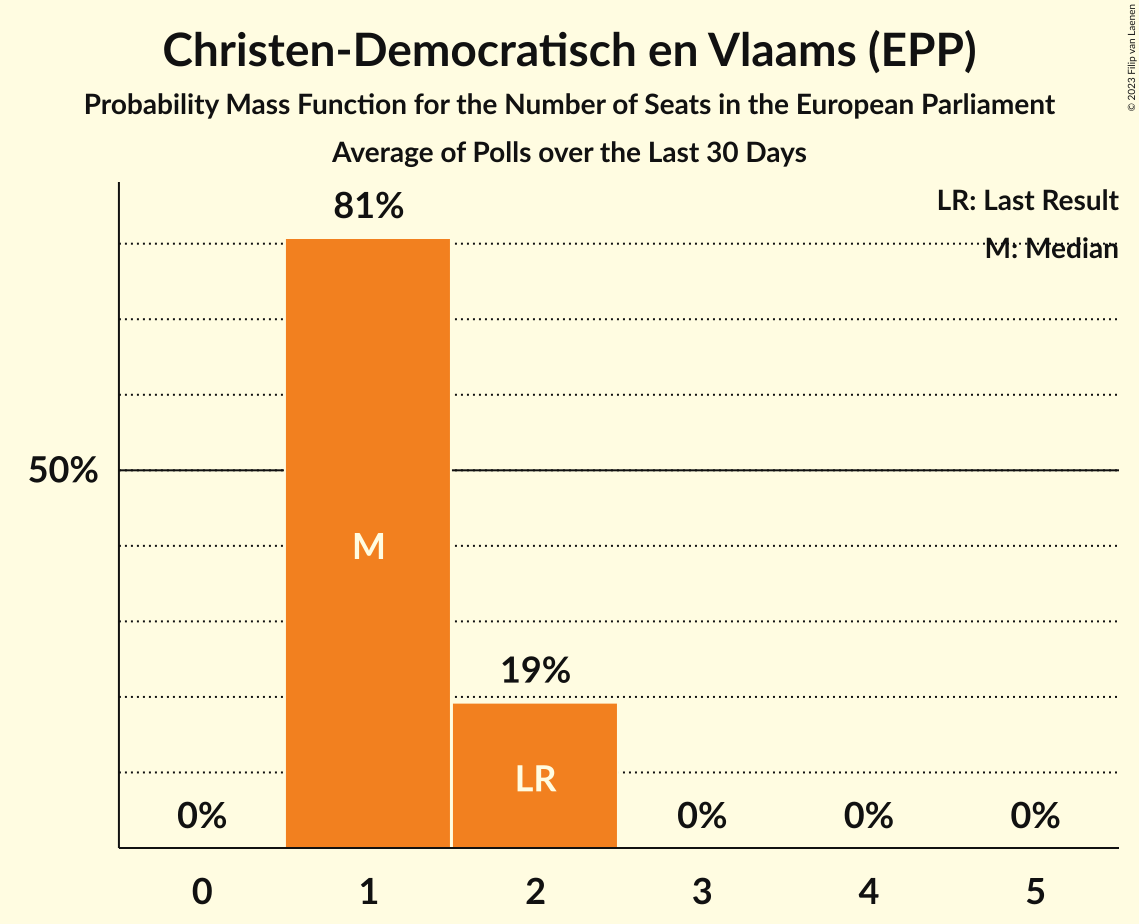 Christen-Democratisch en Vlaams (EPP)
Probability Mass Function for the Number of Seats in the European Parliament
Average of Polls over the Last 30 Days
© 2023 Filip van Laenen
LR: Last Result
M: Median
81%
50%
M
19%
LR
0%
0%
0%
0%
0
1
2
3
4
5